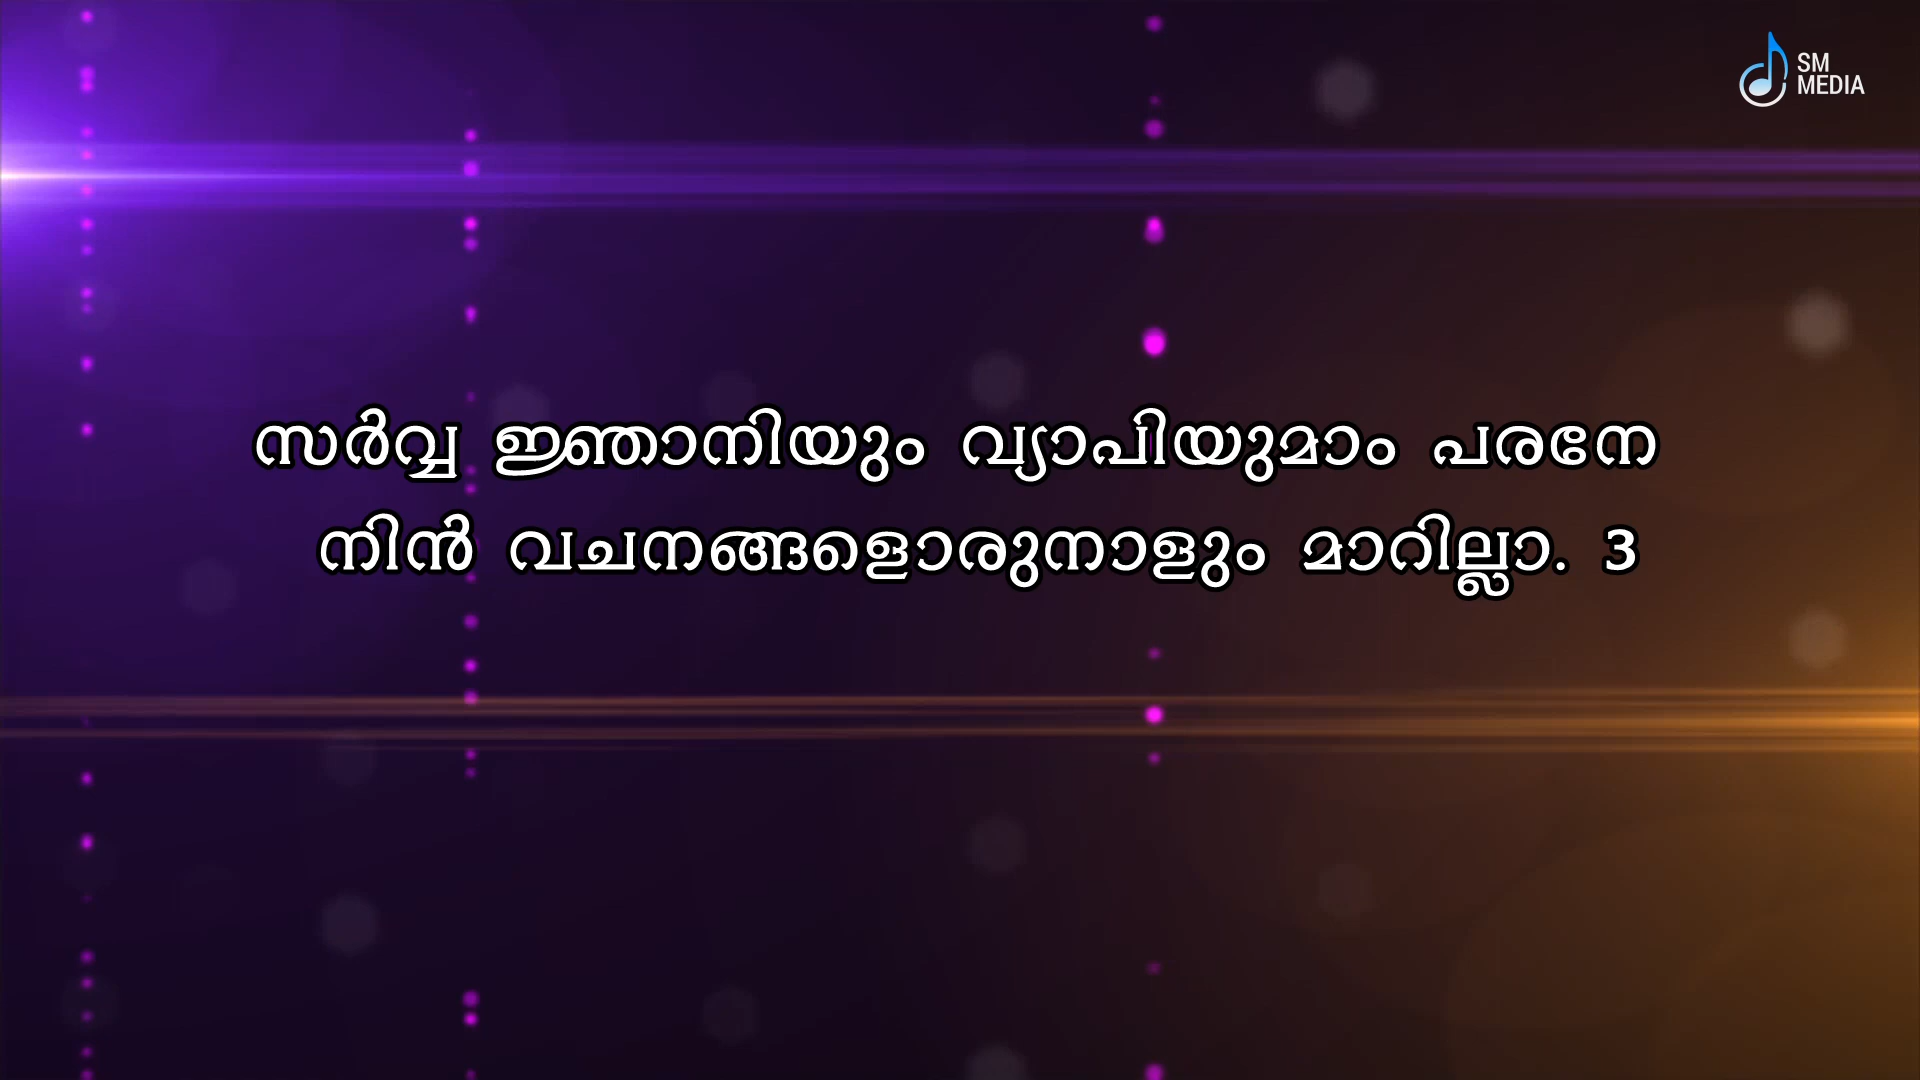 SM
MEDIA
സർവ്വ ജ്ഞാനിയും വ്യാപിയുമാം പരനേ
നിൻ വചനങ്ങളൊരുനാളും മാറില്ലാ. 3